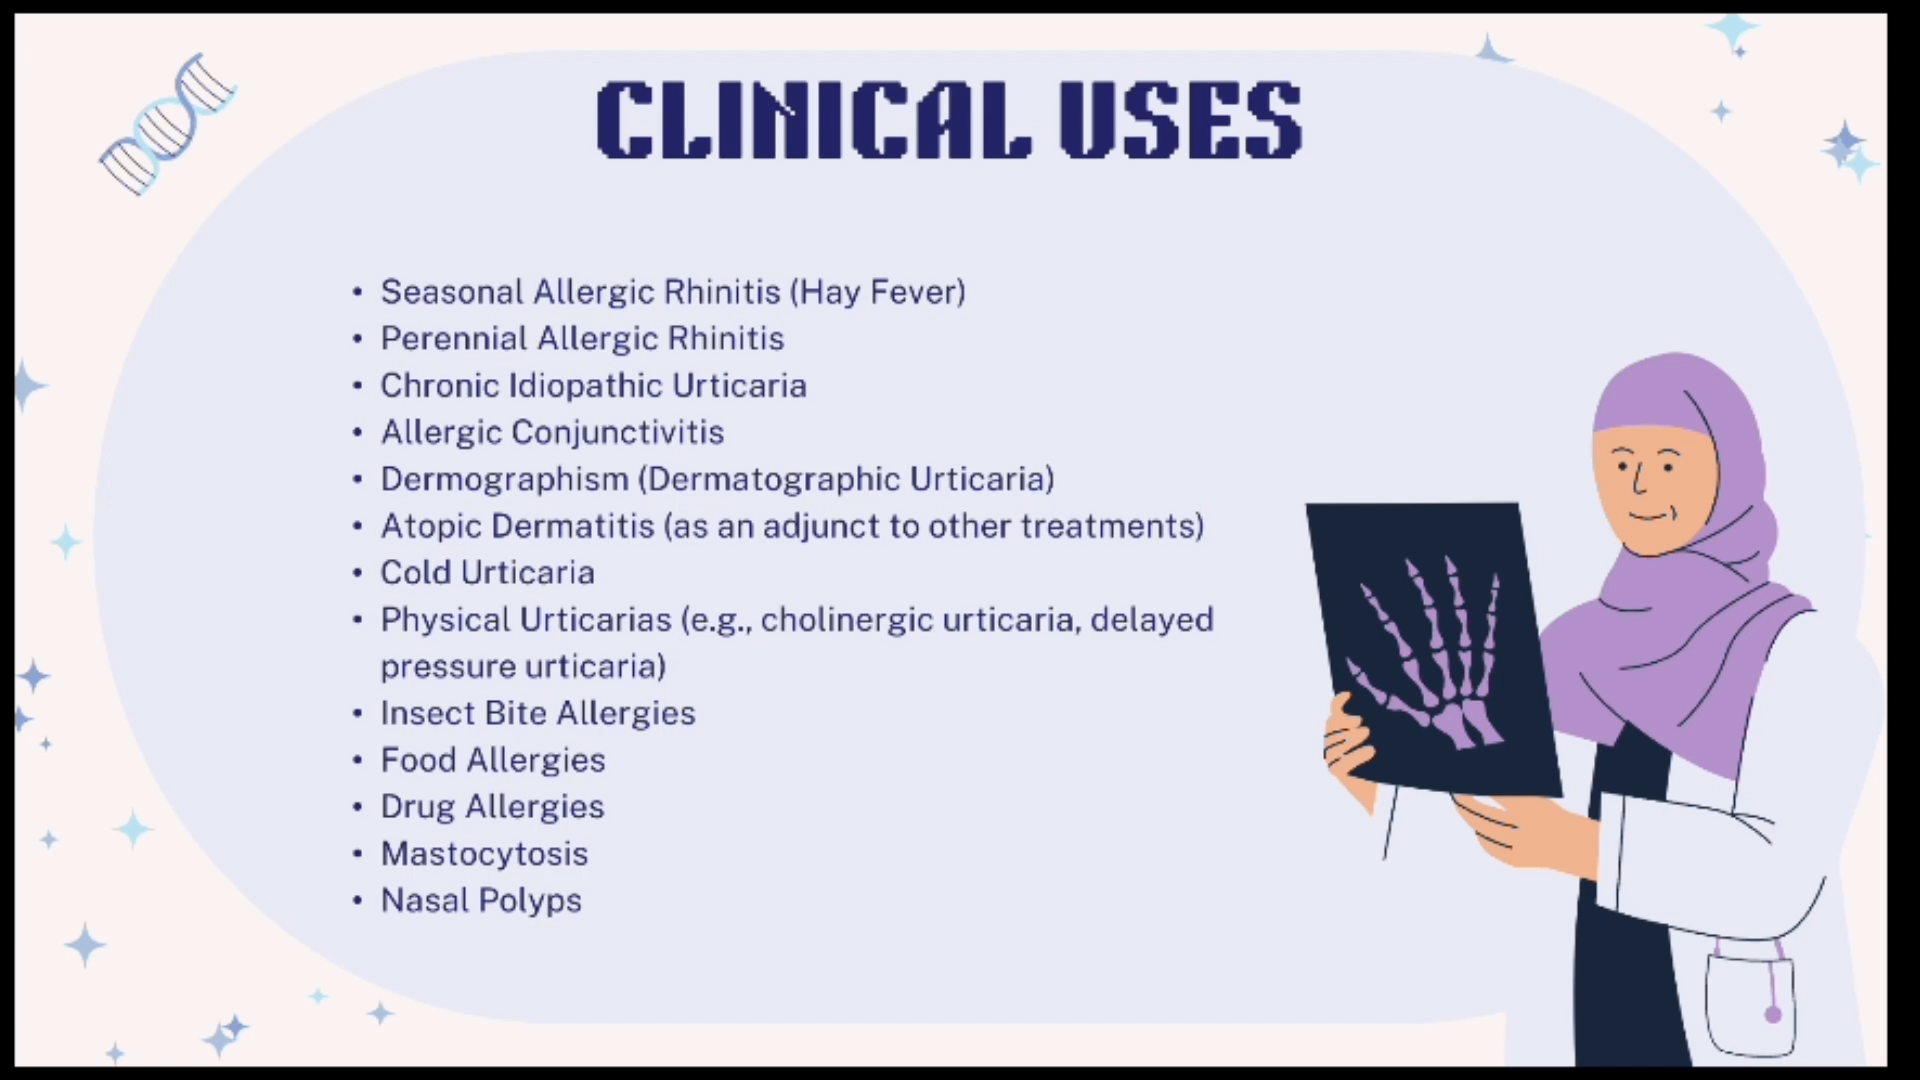 CLINICAL USES
• Seasonal Allergic Rhinitis (Hay Fever)
• Perennial Allergic Rhinitis
• Chronic Idiopathic Urticaria
• Allergic Conjunctivitis
• Dermographism (Dermatographic Urticaria)
• Atopic Dermatitis (as an adjunct to other treatments)
• Cold Urticaria
• Physical Urticarias (e.g., cholinergic urticaria, delayed
pressure urticaria)
• Insect Bite Allergies
• Food Allergies
• Drug Allergies
• Mastocytosis
• Nasal Polyps